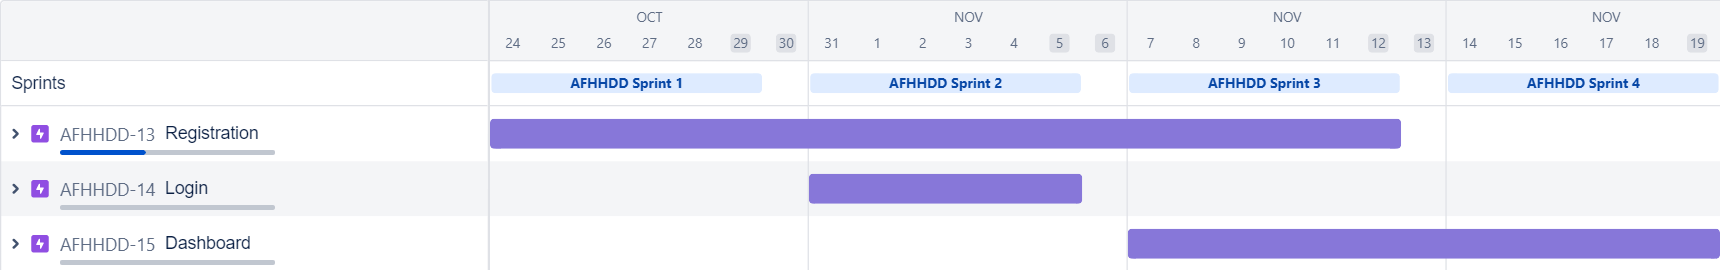 OCT NOV NOV NOV
24 25 26 27 28 29 30 31 1 2 3 4 5 6 7 8 9 10 11 12 13 14 15 16 17 18 19
Sprints AFHHDD Sprint 1 AFHHDD Sprint 2 AFHHDD Sprint 3 AFHHDD Sprint 4
AFHHDD-13 Registration
AFHHDD-14 Login
AFHHDD-15 Dashboard